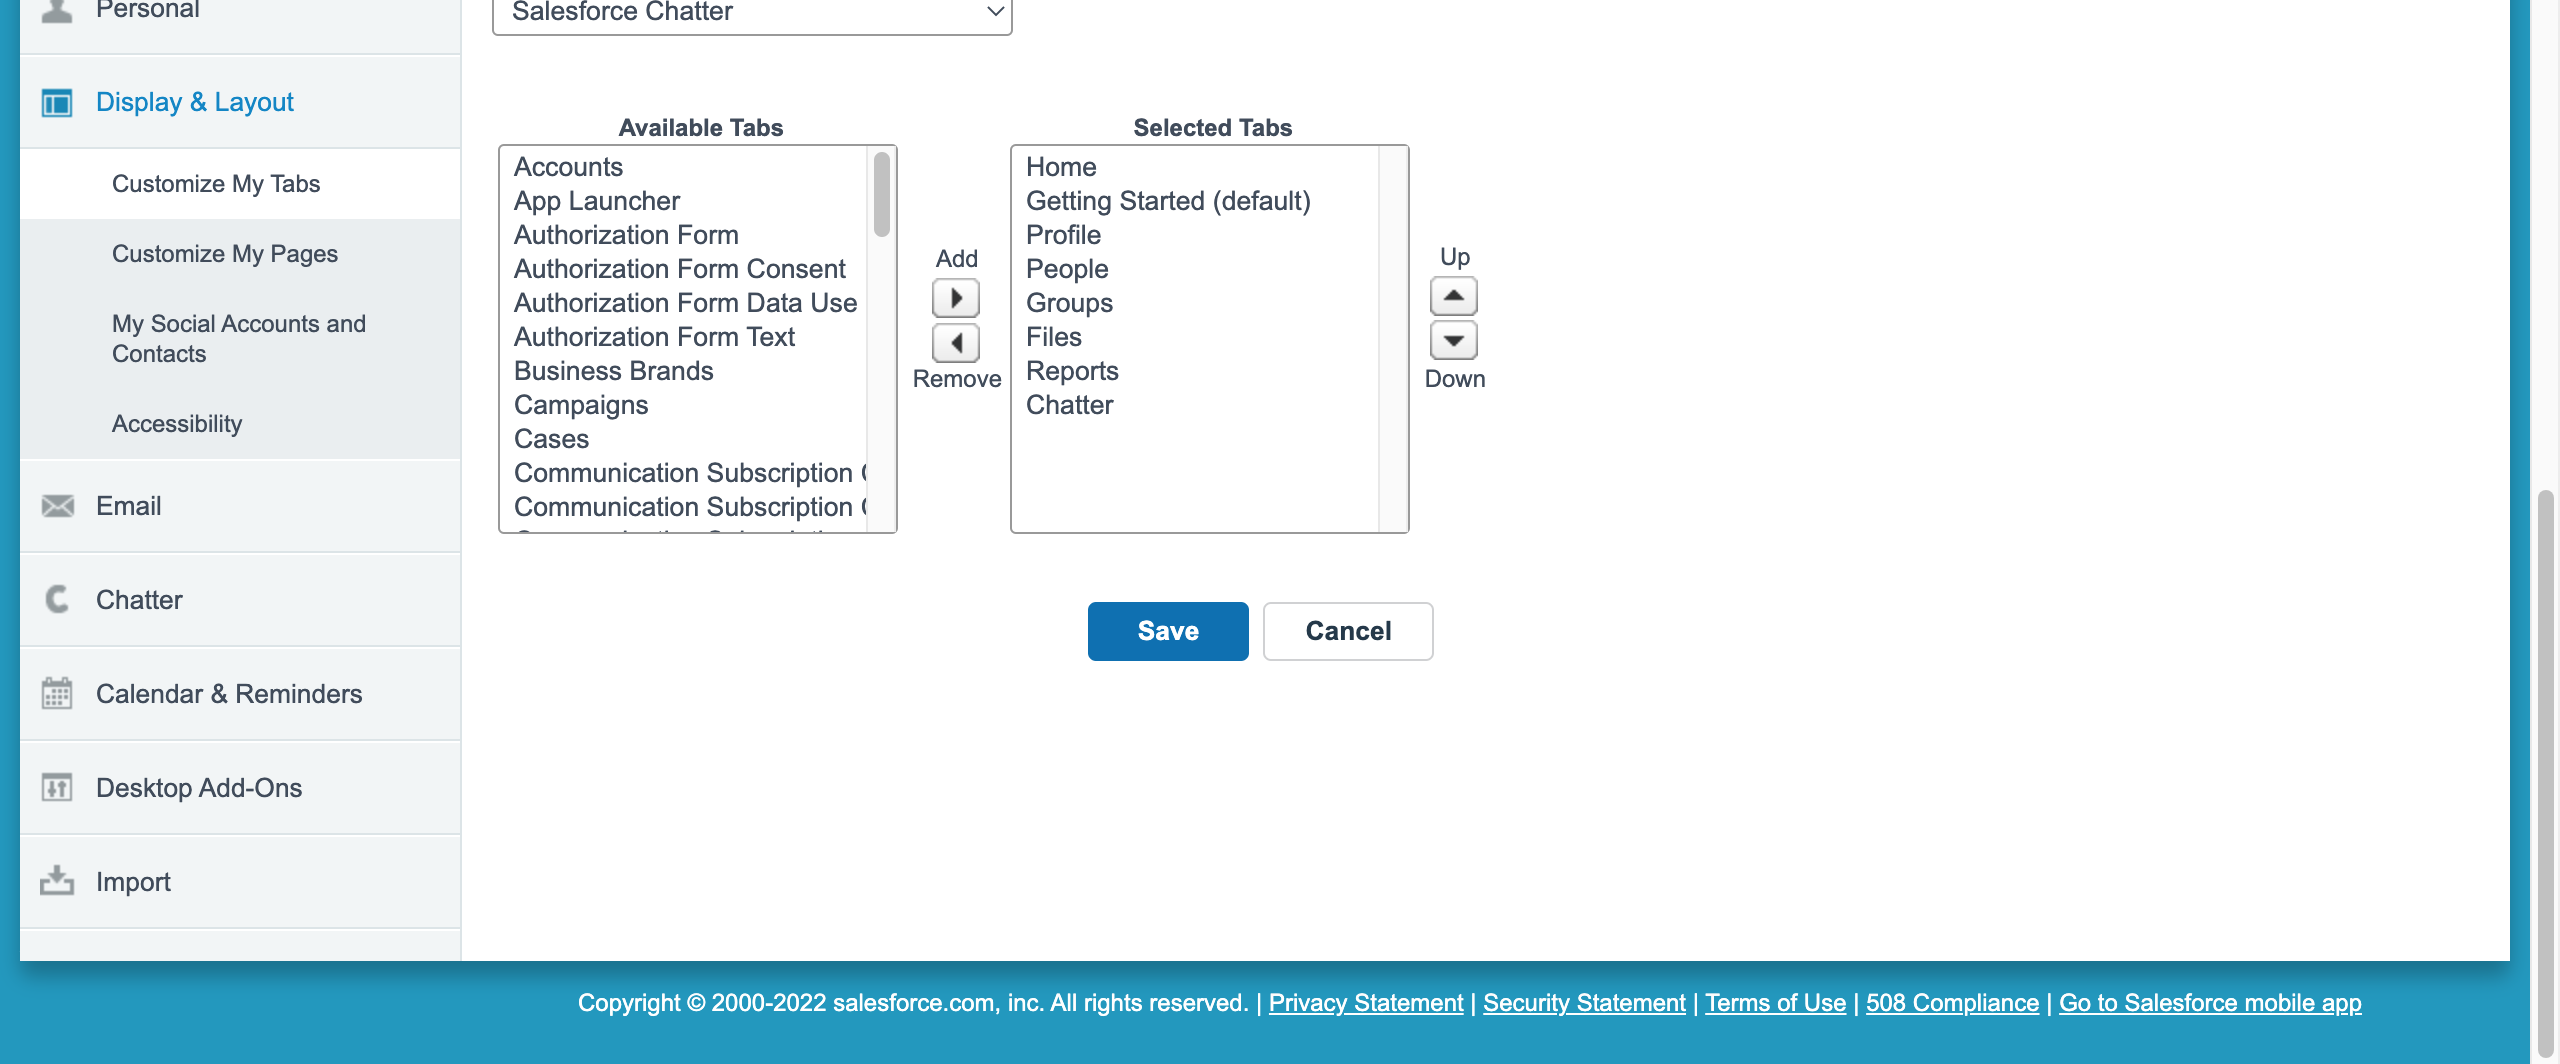 Personal
Salesforce Chatter
Display & Layout
Customize My Tabs
Customize My Pages
My Social Accounts and
Contacts
Accessibility
Email
Chatter
Calendar & Reminders
Desktop Add-Ons
Import
Available Tabs
Accounts
App Launcher
Authorization Form
Authorization Form Consent
Authorization Form Data Use
Authorization Form Text
Business Brands
Campaigns
Cases
Communication Subscription
Communication Subscription
Add
Remove
Selected Tabs
Home
Getting Started (default)
Profile
People
Groups
Files
Reports
Chatter
Up
Down
Save
Cancel
Copyright © 2000-2022 salesforce.com, inc. All rights reserved. | Privacy Statement | Security Statement | Terms of Use | 508 Compliance | Go to Salesforce mobile app